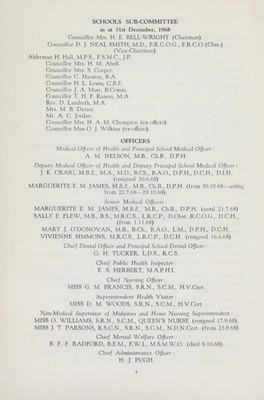 SCHOOLS SUB-COMMITTEE
as at 31st December, 1968
Councillor Mrs. H. E. BELL-WRIGHT (Chairman).
Councillor D. J. NEAL SMITH, M.D., F.R.C.O.G., F.R.C.O.(Chm.)
(Vice-Chairman).
Alderman H. Hall, M.P.S., F.S.M.C., J.P.
Councillor Mrs. H. M. Abell.
Councillor Mrs. S. Cooper.
Councillor C. Hairston, B.A.
Councillor H. L. Lewis, C.B.E.
Councillor J. A. Muir, B.Comm.
Councillor T. H. F. Raison, M.A.
Rev. D. Landreth, M.A.
Mrs. M. B. Davies.
Mr. A. C. Jordan.
Councillor Mrs. H. A. M. Champion (ex-officio).
Councillor Miss O. J. Wilkins (ex-officio).
OFFICERS
Medical Officer of Health and Principal School Medical Officer:
A. M. NELSON, M.B., Ch.B., D.P.H.
Deputy Medical Officer of Health and Deputy Principal School Medical Officer:
J. K. CRAIG, M.B.E., M.A., M.D., B.Ch., B.A.O., D.P.H., D.C.H., D.I.H.
(resigned 30.6.68)
MARGUERITE E. M. JAMES, M.B.E., M.B., Ch.B., D.P.H. (from 30.10.68—acting
from 22.7.68—29.10.68).
Senior Medical Officers
MARGUERITE E. M. JAMES, M.B.E., M.B., Ch.B., D.P.H. (until 21.7.68)
SALLY E. PLEW, M.B., B.S., M.R.C.S., L.R.C.P., D.Obst. R.C.O.G., D.C.H.,
(from 1.11.68)
MARY J. O'DONOVAN, M.B., B.Ch., B.A.O., L.M., D.P.H., D.C.H.
VIVIENNE SIMMONS, M.R.C.S., L.R.C.P., D.C.H. (resigned 16.6.68).
Chief Dental Officer and Principal School Dental Officer:
G. H. TUCKER, L.D.S., R.C.S.
Chief Public Health Inspector:
E. S. HERBERT, M.A.P.H.I.
Chief Nursing Officer:
MISS G. M. FRANCIS, S.R.N., S.C.M., H.V.Cert.
Superintendent Health Visitor:
MISS D. M. WOODS, S.R.N., S.C.M., H.V.Cert.
Non-Medical Supervisor of Midwives and Home Nursing Superintendent:
MISS O. WILLIAMS, S.R.N., S.C.M., QUEEN'S NURSE (resigned 17.9.68).
MISS J. T. PARSONS, R.S.C.N., S.R.N., S.C.M., N.D.N.Cert. (from 23.9.68)
Chief Mental Welfare Officer:
B. F. F. RADFORD, B.E.M., F.W.I., M.S.M.W.O. (died 9.10.68).
Chief Administrative Officer:
H. J. PUGH.
4